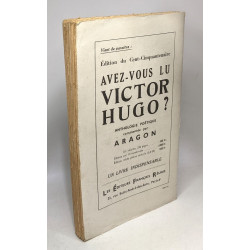 Vient de paraître :
Édition du Cent-Cinquantenaire
AVEZ-VOUS LU
VICTOR
HUGO ?
ANTHOLOGIE POÉTIQUE
commentée par
ARAGON
UN LIVRE INDISPENSABLE
LES ÉDITEURS FRANÇAIS RÉUNIS